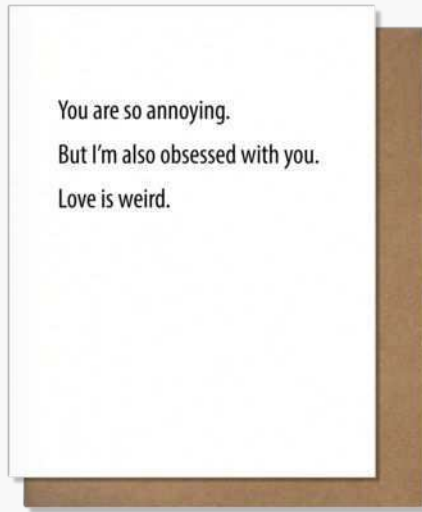 You are so annoying.
But I'm also obsessed with you.
Love is weird.